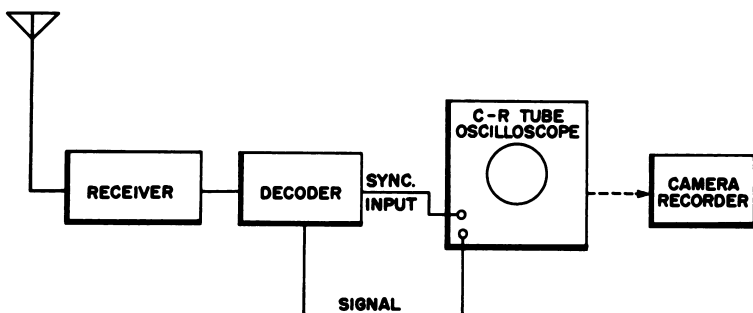 RECEIVER
DECODER
SYNC.
INPUT
C-R TUBE
OSCILLOSCOPE
CAMERA
RECORDER
SIGNAL